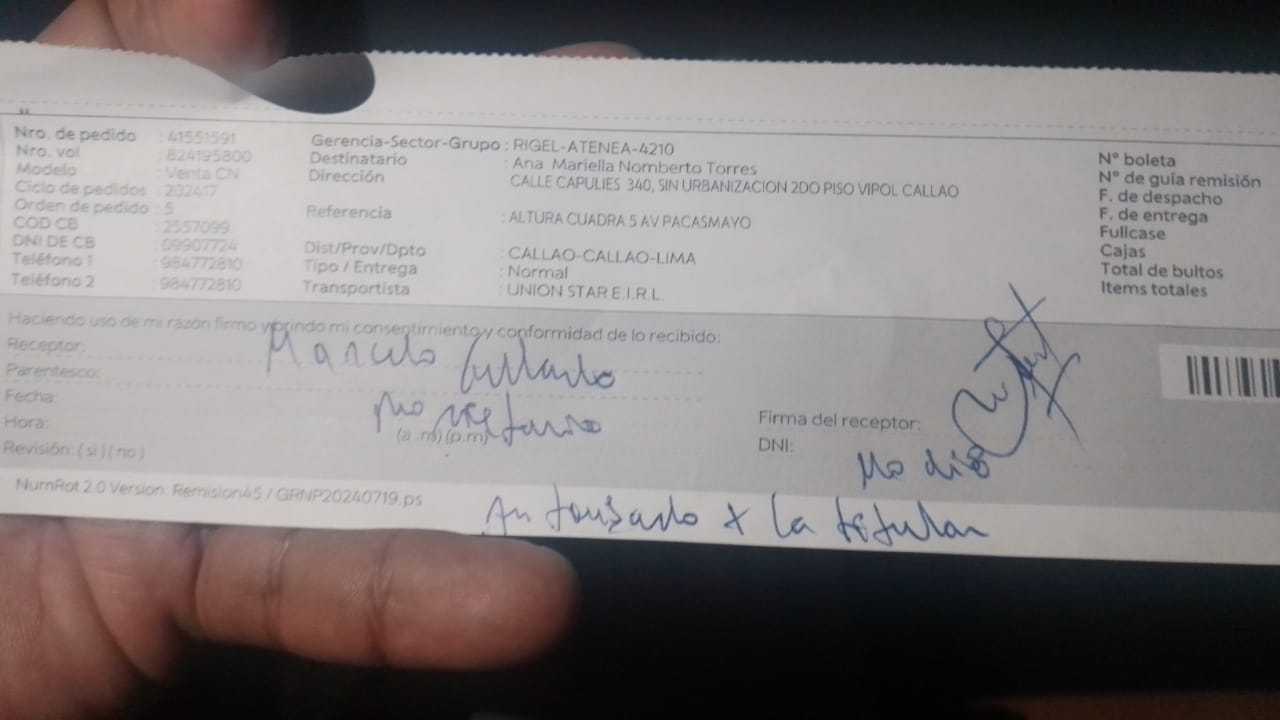 Nro. de pedido : 41551591
Nro. vol : 824195800
Modelo : Venta CN
Ciclo de pedidos : 202417
Orden de pedido : 5
COD CB : 2557099
DNI DE CB : 09907724
Teléfono 1 : 984772810
Teléfono 2 : 984772810
Gerencia-Sector-Grupo : RIGEL-ATENEA-4210
Destinatario : Ana Mariella Nomberto Torres
Dirección CALLE CAPULIES 340, SIN URBANIZACION 2DO PISO VIPOL CALLAO
Referencia : ALTURA CUADRA 5 AV PACASMAYO
Dist/Prov/Dpto : CALLAO-CALLAO-LIMA
Tipo / Entrega : Normal
Transportista : UNION STAR E.I.R.L.
N° boleta
N° de guía remisión
F. de despacho
F. de entrega
Fullcase
Cajas
Total de bultos
Items totales
Haciendo uso de mi razón firmo y brindo mi consentimiento y conformidad de lo recibido:
Receptor: Marcelo
Parentesco:
Fecha:
Hora: (a .m) (p.m)
Revisión: ( si ) ( no )
Firma del receptor:
DNI: No dio
NumRot 2.0 Version: Remision45 / GRNP20240719.ps
Autorisado x la titular